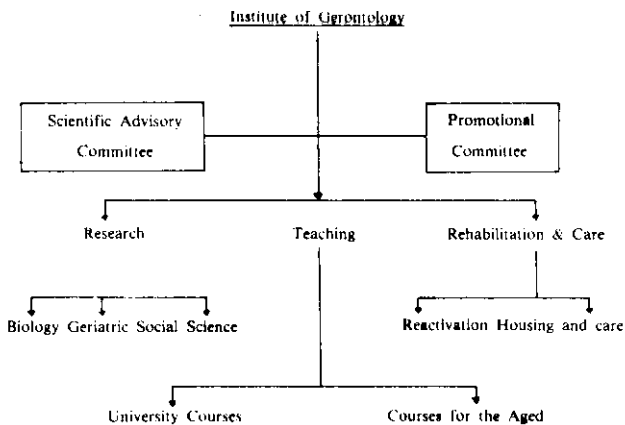 Institute of Gerontology
Scientific Advisory
Committee
Promotional
Committee
Research Teaching Rehabilitation & Care
Biology Geriatric Social Science Reactivation Housing and care
University Courses Courses for the Aged